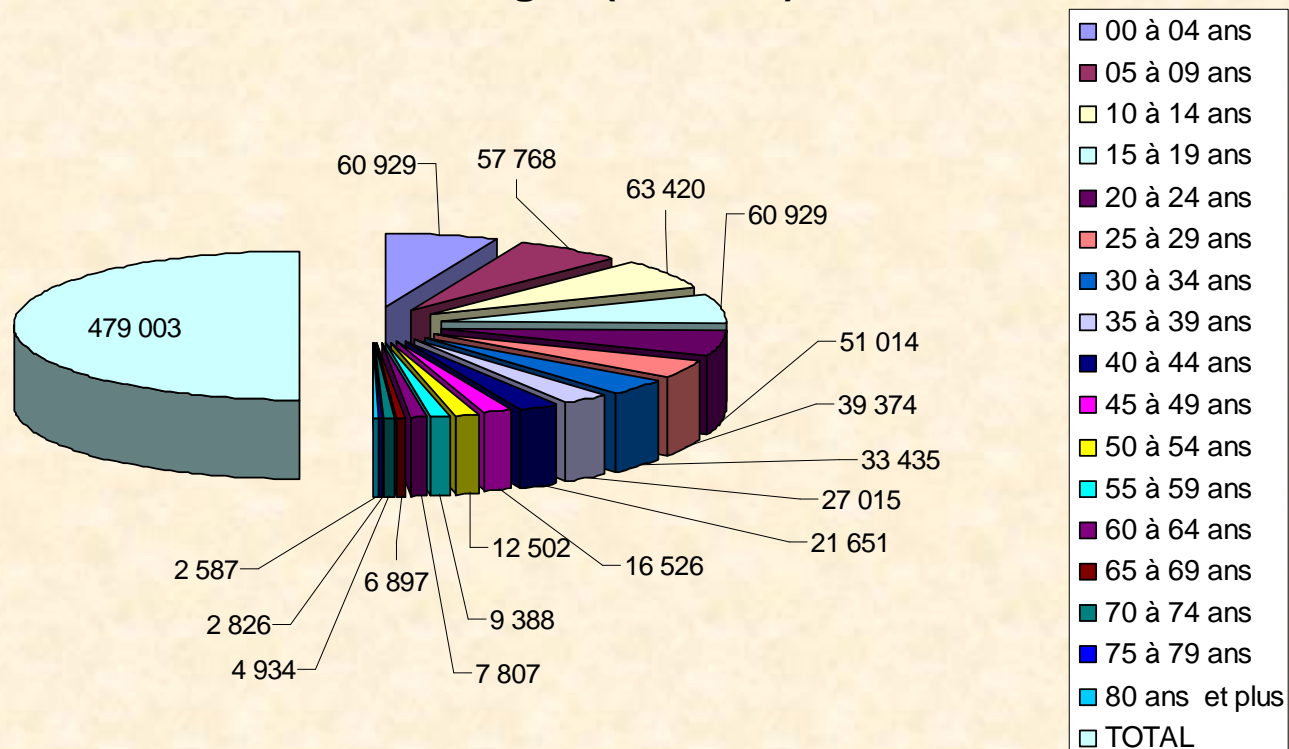 60 929
57 768
63 420
60 929
479 003
51 014
39 374
33 435
27 015
21 651
16 526
12 502
9 388
7 807
6 897
4 934
2 826
2 587
00 à 04 ans
05 à 09 ans
10 à 14 ans
15 à 19 ans
20 à 24 ans
25 à 29 ans
30 à 34 ans
35 à 39 ans
40 à 44 ans
45 à 49 ans
50 à 54 ans
55 à 59 ans
60 à 64 ans
65 à 69 ans
70 à 74 ans
75 à 79 ans
80 ans et plus
TOTAL